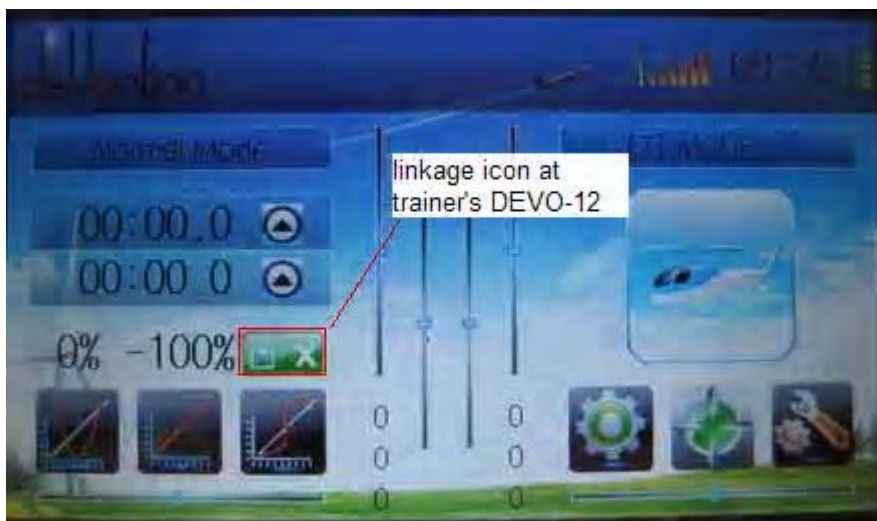 linkage icon at
trainer's DEVO-12
Normal Mode
00:00.0
00:00 0
0% -100%
0 0
0 0
0 0